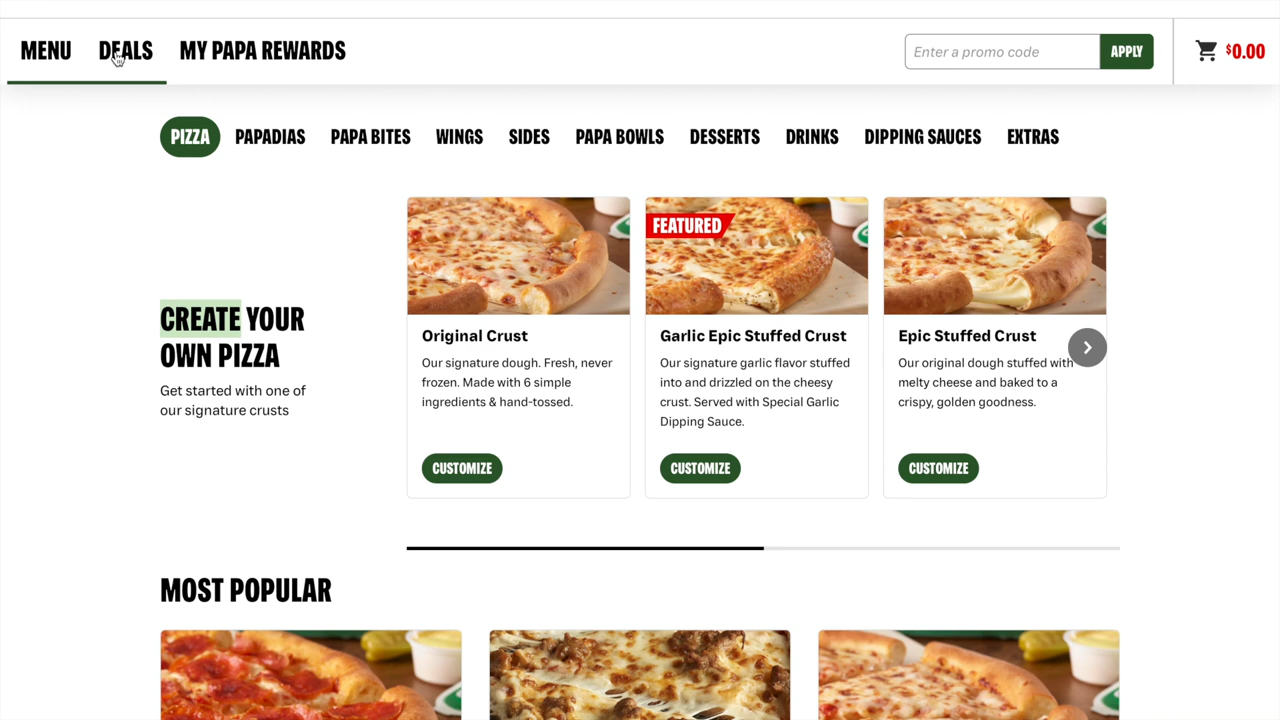 MENU DEALS MY PAPA REWARDS Enter a promo code APPLY $0.00
PIZZA PAPADIAS PAPA BITES WINGS SIDES PAPA BOWLS DESSERTS DRINKS DIPPING SAUCES EXTRAS
CREATE YOUR
OWN PIZZA
Get started with one of
our signature crusts
Original Crust
Our signature dough. Fresh, never
frozen. Made with 6 simple
ingredients & hand-tossed.
CUSTOMIZE
FEATURED
Garlic Epic Stuffed Crust
Our signature garlic flavor stuffed
into and drizzled on the cheesy
crust. Served with Special Garlic
Dipping Sauce.
CUSTOMIZE
Epic Stuffed Crust
Our original dough stuffed with
melty cheese and baked to a
crispy, golden goodness.
CUSTOMIZE
MOST POPULAR